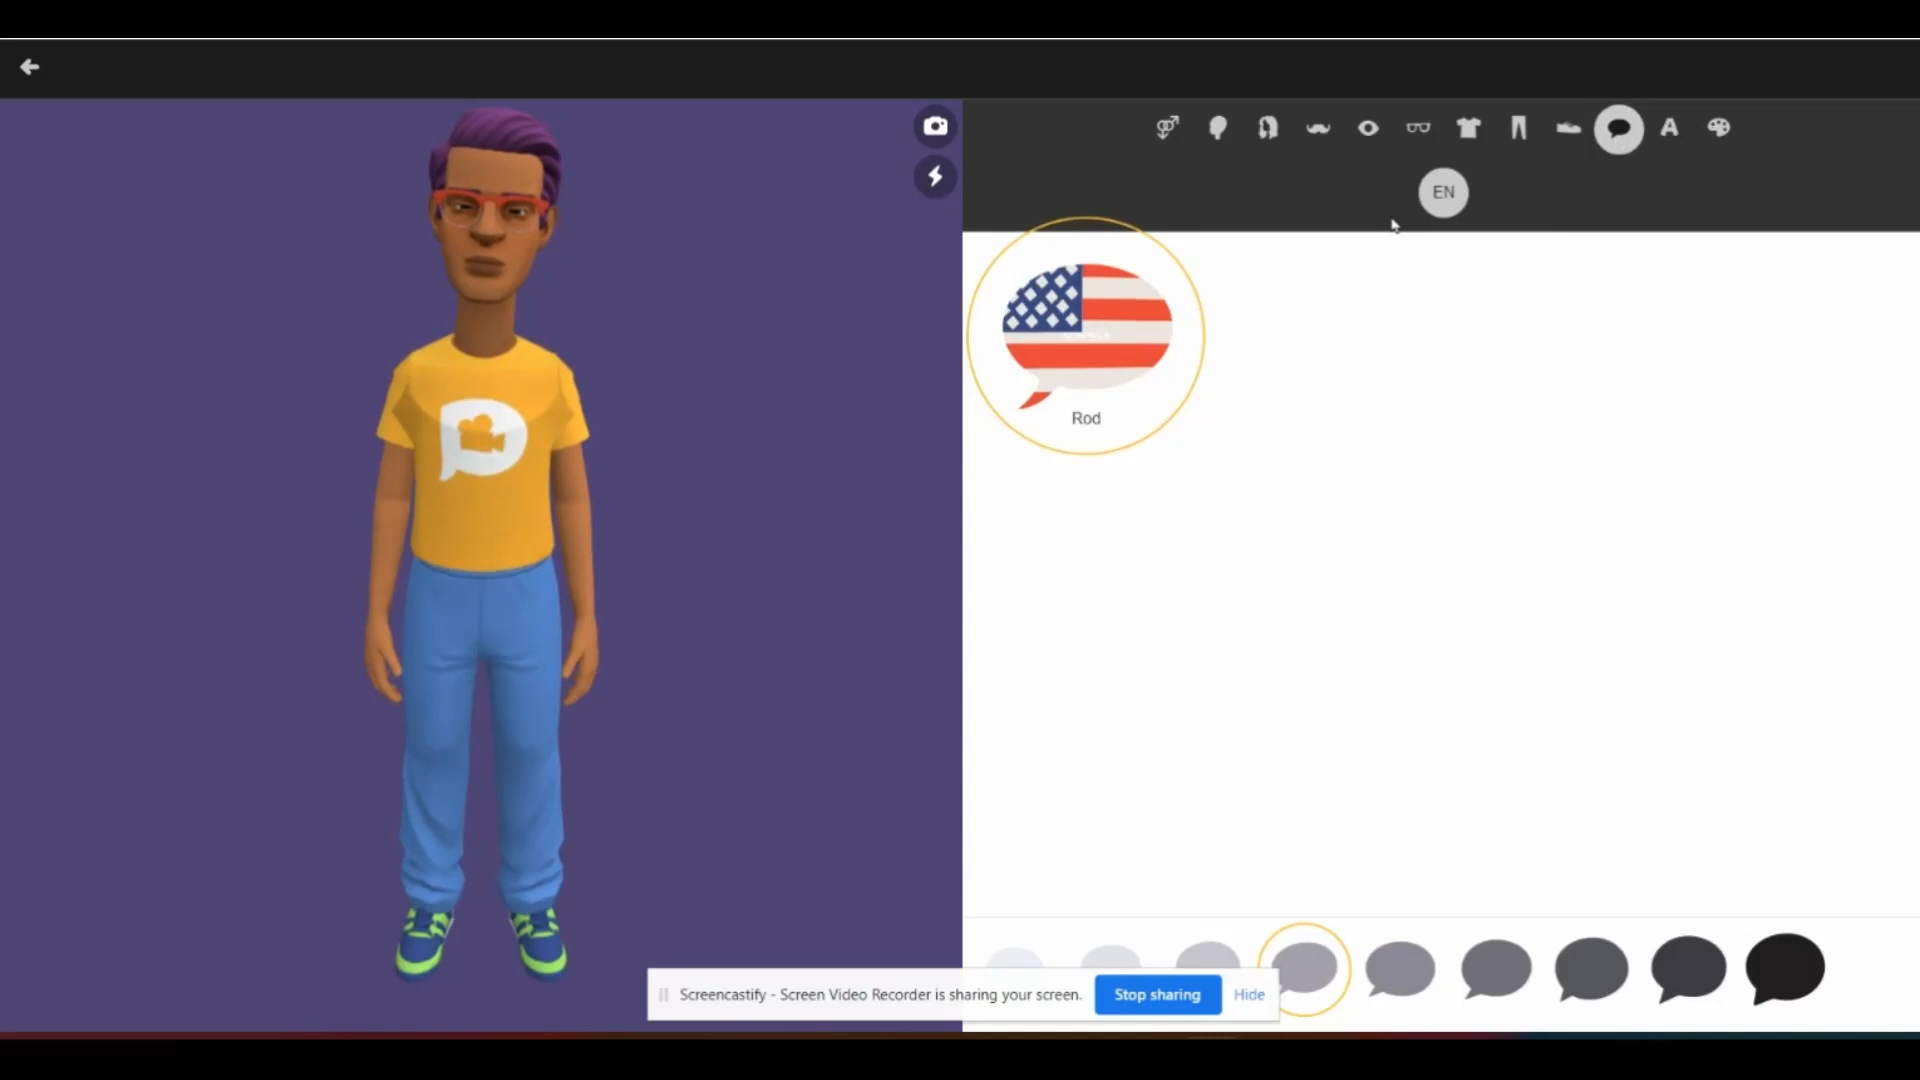 EN
Rod
Screencastify - Screen Video Recorder is sharing your screen.
Stop sharing
Hide